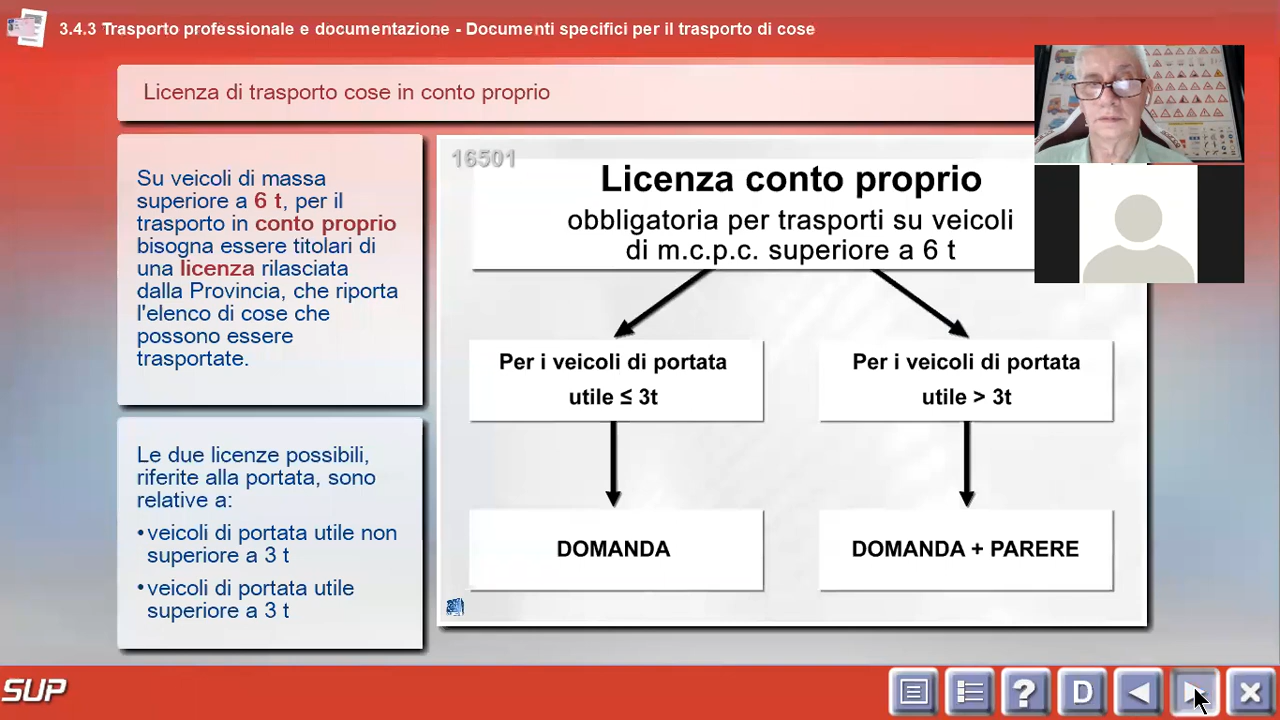 3.4.3 Trasporto professionale e documentazione - Documenti specifici per il trasporto di cose
Licenza di trasporto cose in conto proprio
Su veicoli di massa
superiore a 6 t, per il
trasporto in conto proprio
bisogna essere titolari di
una licenza rilasciata
dalla Provincia, che riporta
l'elenco di cose che
possono essere
trasportate.
Le due licenze possibili,
riferite alla portata, sono
relative a:
•veicoli di portata utile non
superiore a 3 t
•veicoli di portata utile
superiore a 3 t
16501
Licenza conto proprio
obbligatoria per trasporti su veicoli
di m.c.p.c. superiore a 6 t
Per i veicoli di portata
utile ≤ 3t
Per i veicoli di portata
utile > 3t
DOMANDA
DOMANDA + PARERE
SUP
?
D